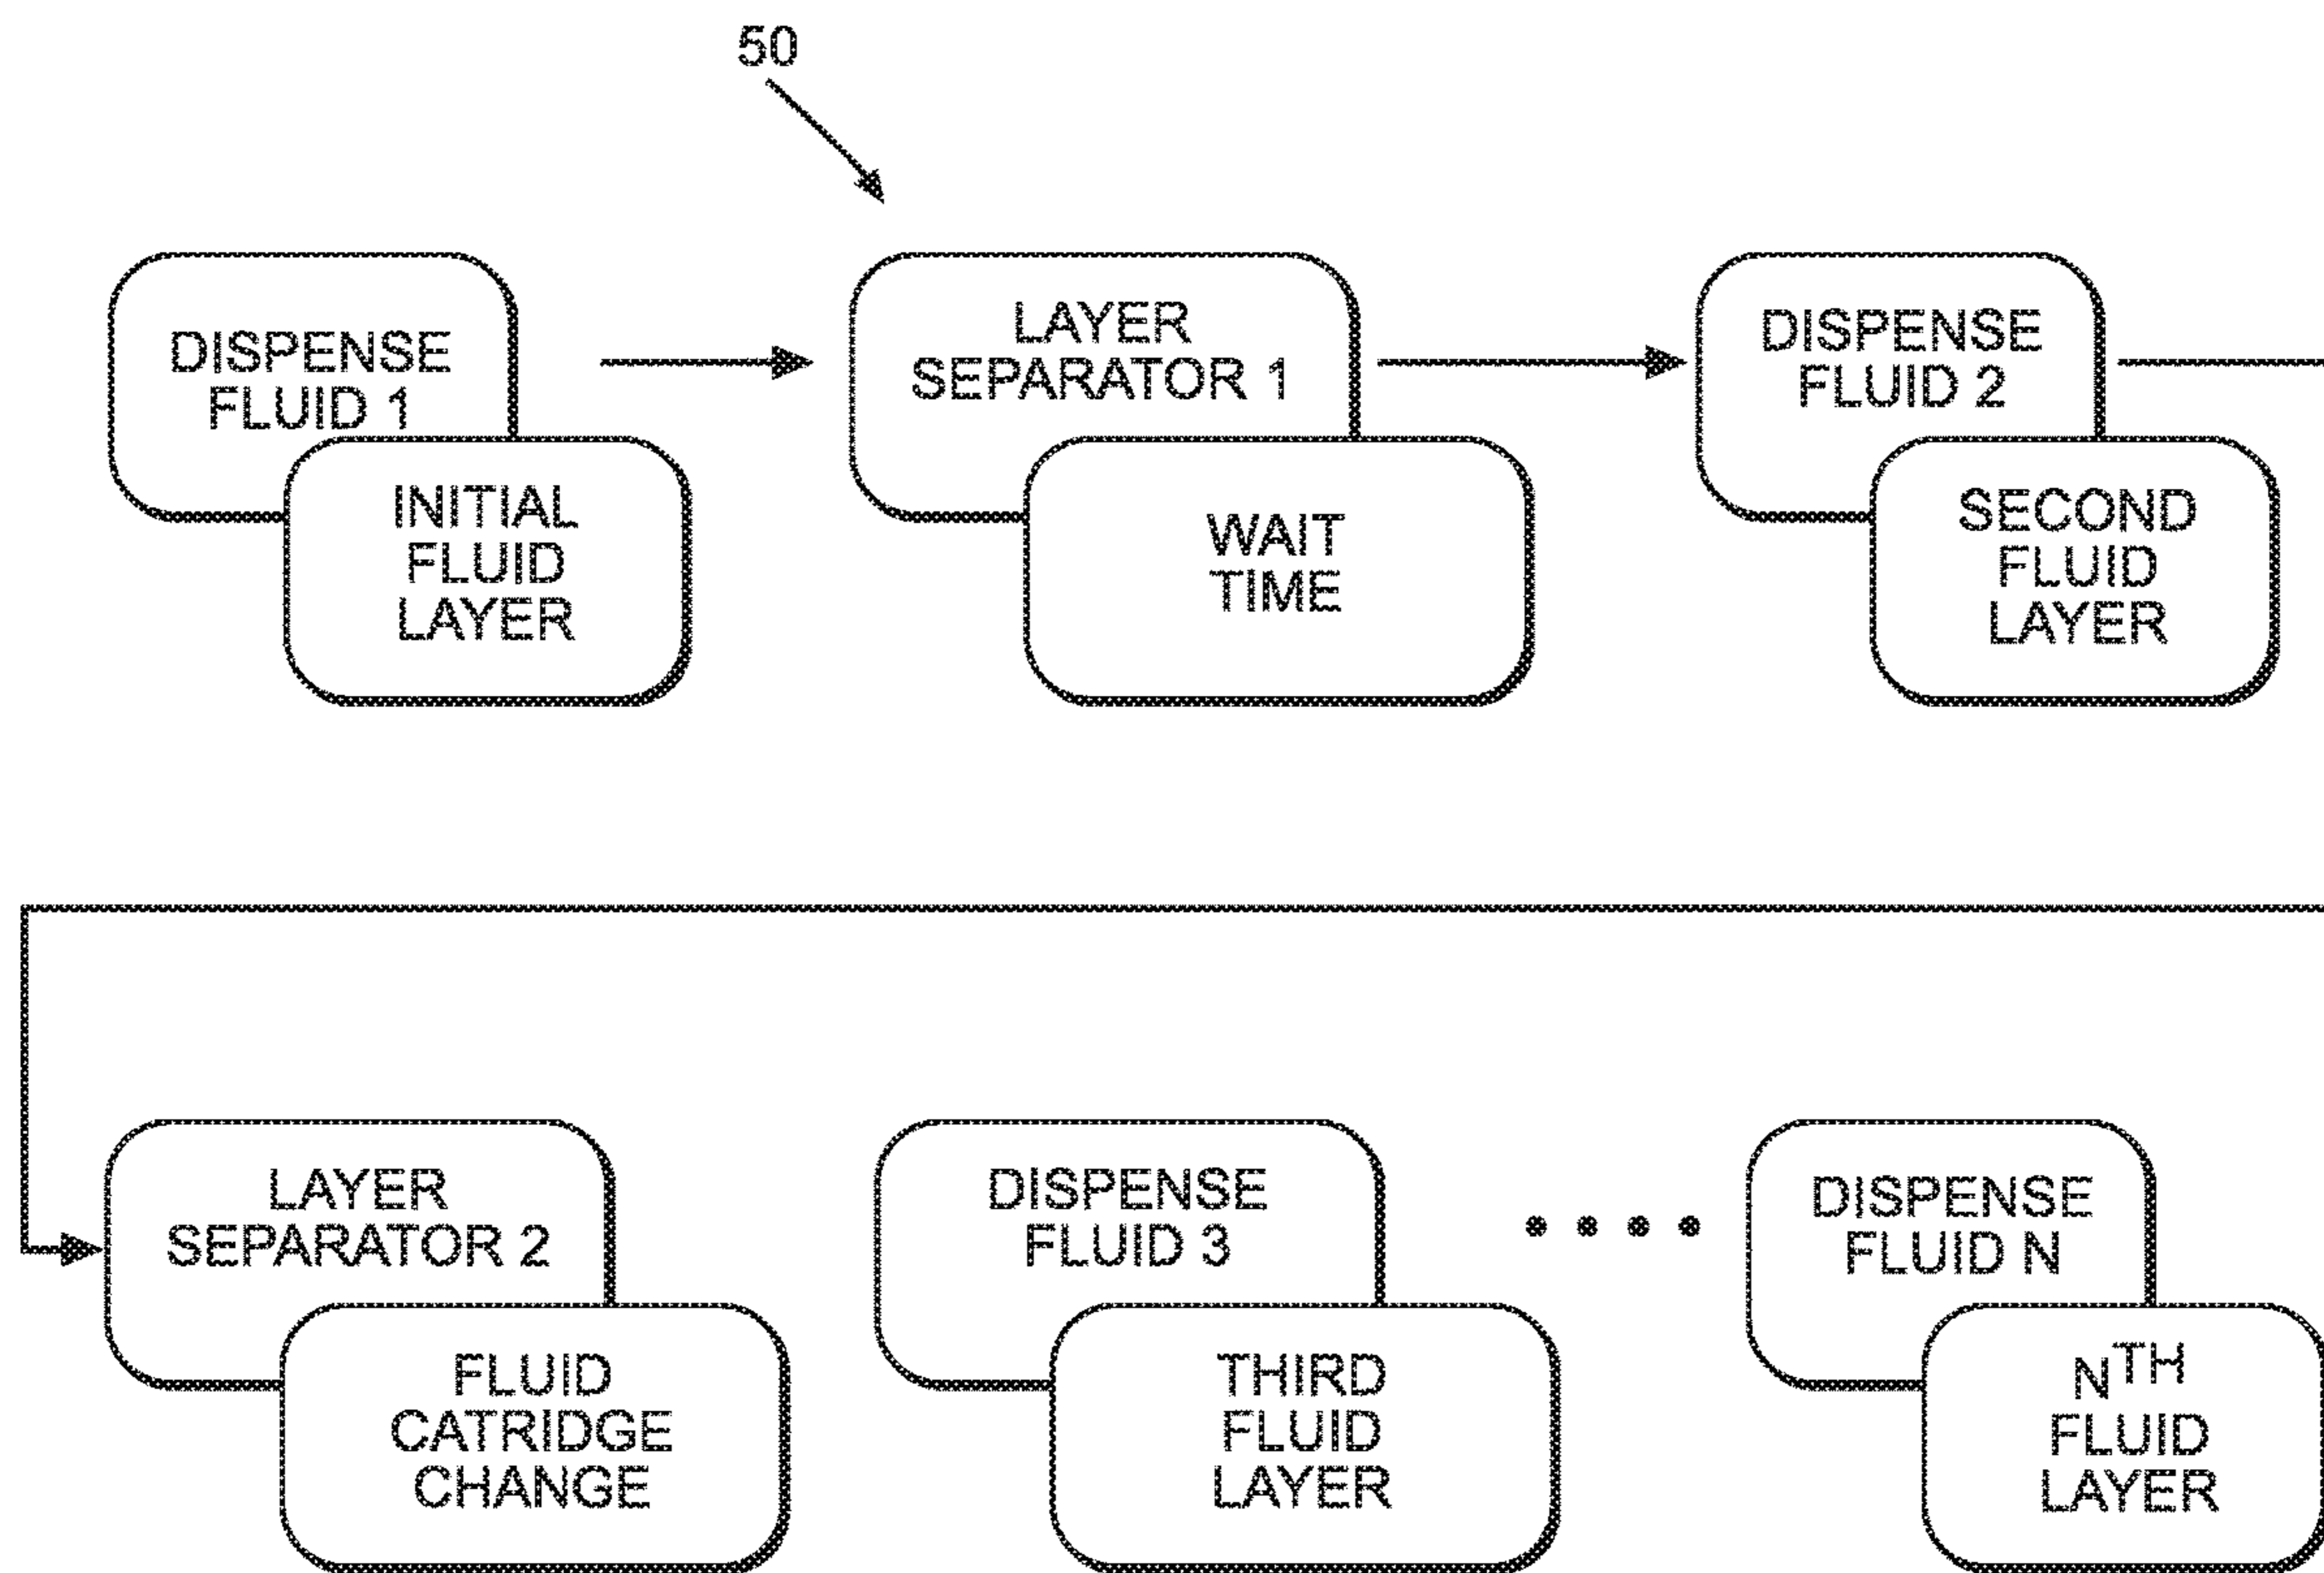 50
DISPENSE
FLUID 1
INITIAL
FLUID
LAYER
LAYER
SEPARATOR 1
WAIT
TIME
DISPENSE
FLUID 2
SECOND
FLUID
LAYER
LAYER
SEPARATOR 2
FLUID
CATRIDGE
CHANGE
DISPENSE
FLUID 3
THIRD
FLUID
LAYER
DISPENSE
FLUID N
NTH
FLUID
LAYER